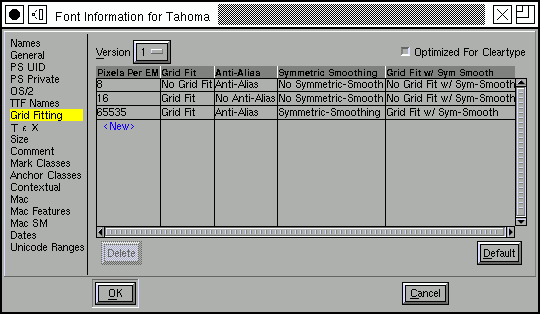 Font Information for Tahoma
Names
General
PS UID
PS Private
OS/2
TTF Names
Grid Fitting
Τ ε Χ
Size
Comment
Mark Classes
Anchor Classes
Contextual
Mac
Mac Features
Mac SM
Dates
Unicode Ranges
Version 1 Optimized For Cleartype
Pixels Per EM Grid Fit Anti-Alias Symmetric Smoothing Grid Fit w/ Sym Smooth
8 No Grid Fit Anti-Alias No Symmetric-Smooth No Grid Fit w/ Sym-Smooth
16 Grid Fit No Anti-Alias No Symmetric-Smooth No Grid Fit w/ Sym-Smooth
65535 Grid Fit Anti-Alias Symmetric-Smoothing Grid Fit w/ Sym-Smooth
<New>
Delete Default
OK Cancel